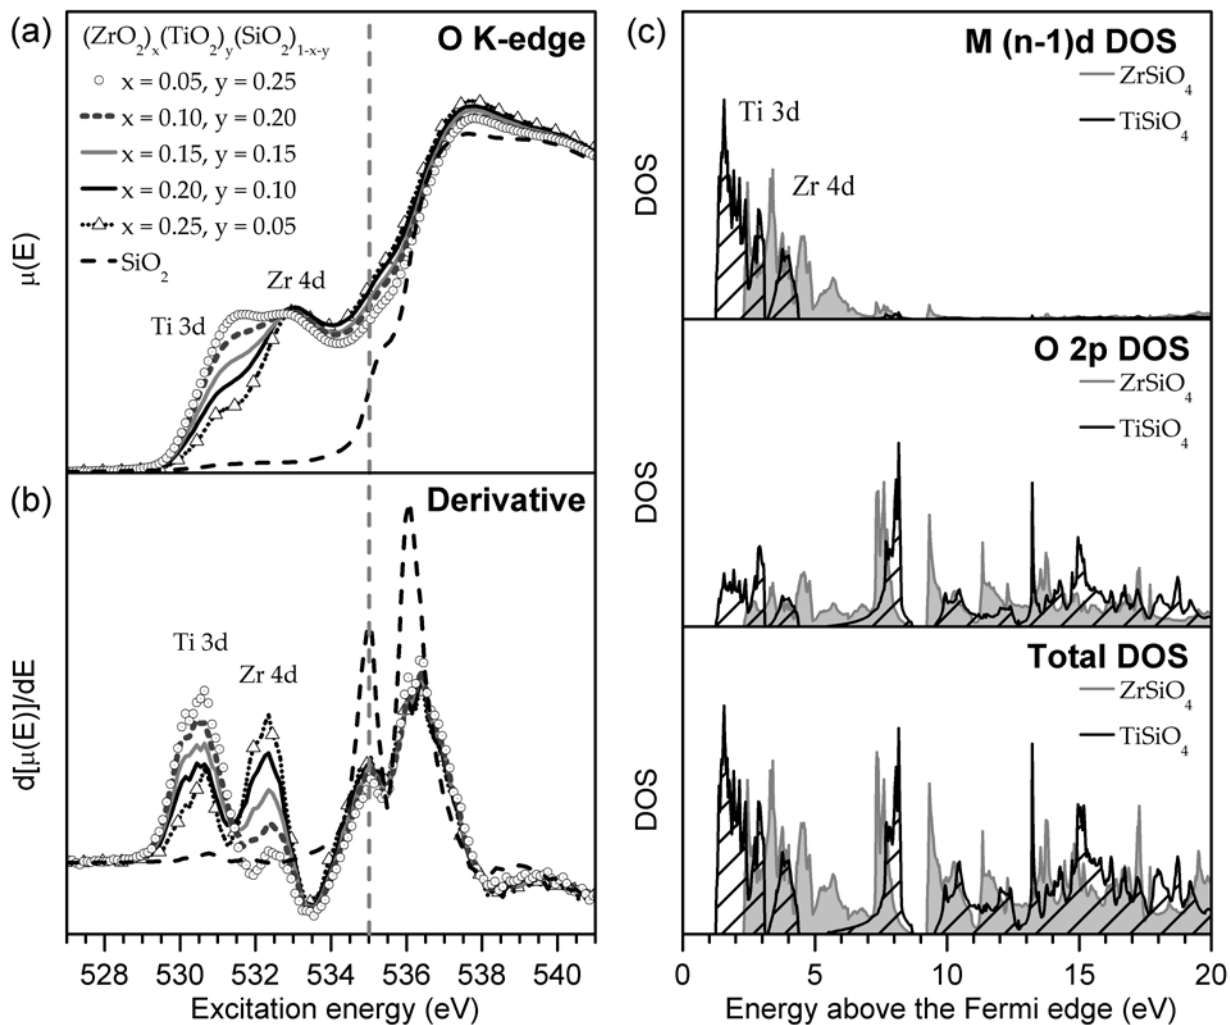 (a)
O K-edge
(ZrO₂)ₓ(TiO₂)ᵧ(SiO₂)₁₋ₓ₋ᵧ
x = 0.05, y = 0.25
x = 0.10, y = 0.20
x = 0.15, y = 0.15
x = 0.20, y = 0.10
x = 0.25, y = 0.05
SiO₂
Ti 3d
Zr 4d
μ(E)
(b)
Derivative
Ti 3d
Zr 4d
d[μ(E)]/dE
528 530 532 534 536 538 540
Excitation energy (eV)
(c)
M (n-1)d DOS
ZrSiO₄
TiSiO₄
Ti 3d
Zr 4d
DOS
O 2p DOS
ZrSiO₄
TiSiO₄
DOS
Total DOS
ZrSiO₄
TiSiO₄
DOS
0 5 10 15 20
Energy above the Fermi edge (eV)